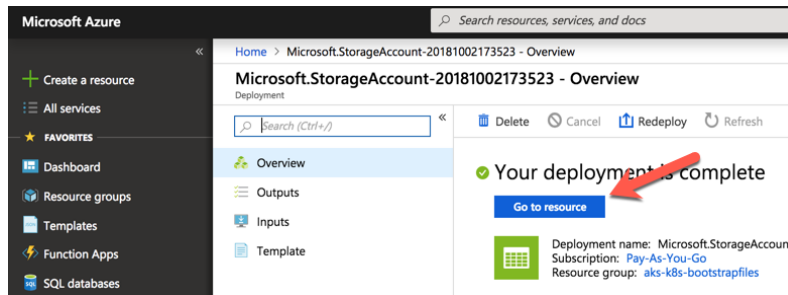 Microsoft Azure
Search resources, services, and docs
Home > Microsoft.StorageAccount-20181002173523 - Overview
Microsoft.StorageAccount-20181002173523 - Overview
Deployment
Create a resource
All services
FAVORITES
Dashboard
Resource groups
Templates
Function Apps
SQL databases
Search (Ctrl+/)
Overview
Outputs
Inputs
Template
Delete Cancel Redeploy Refresh
Your deployment is complete
Go to resource
Deployment name: Microsoft.StorageAccoun
Subscription: Pay-As-You-Go
Resource group: aks-k8s-bootstrapfiles